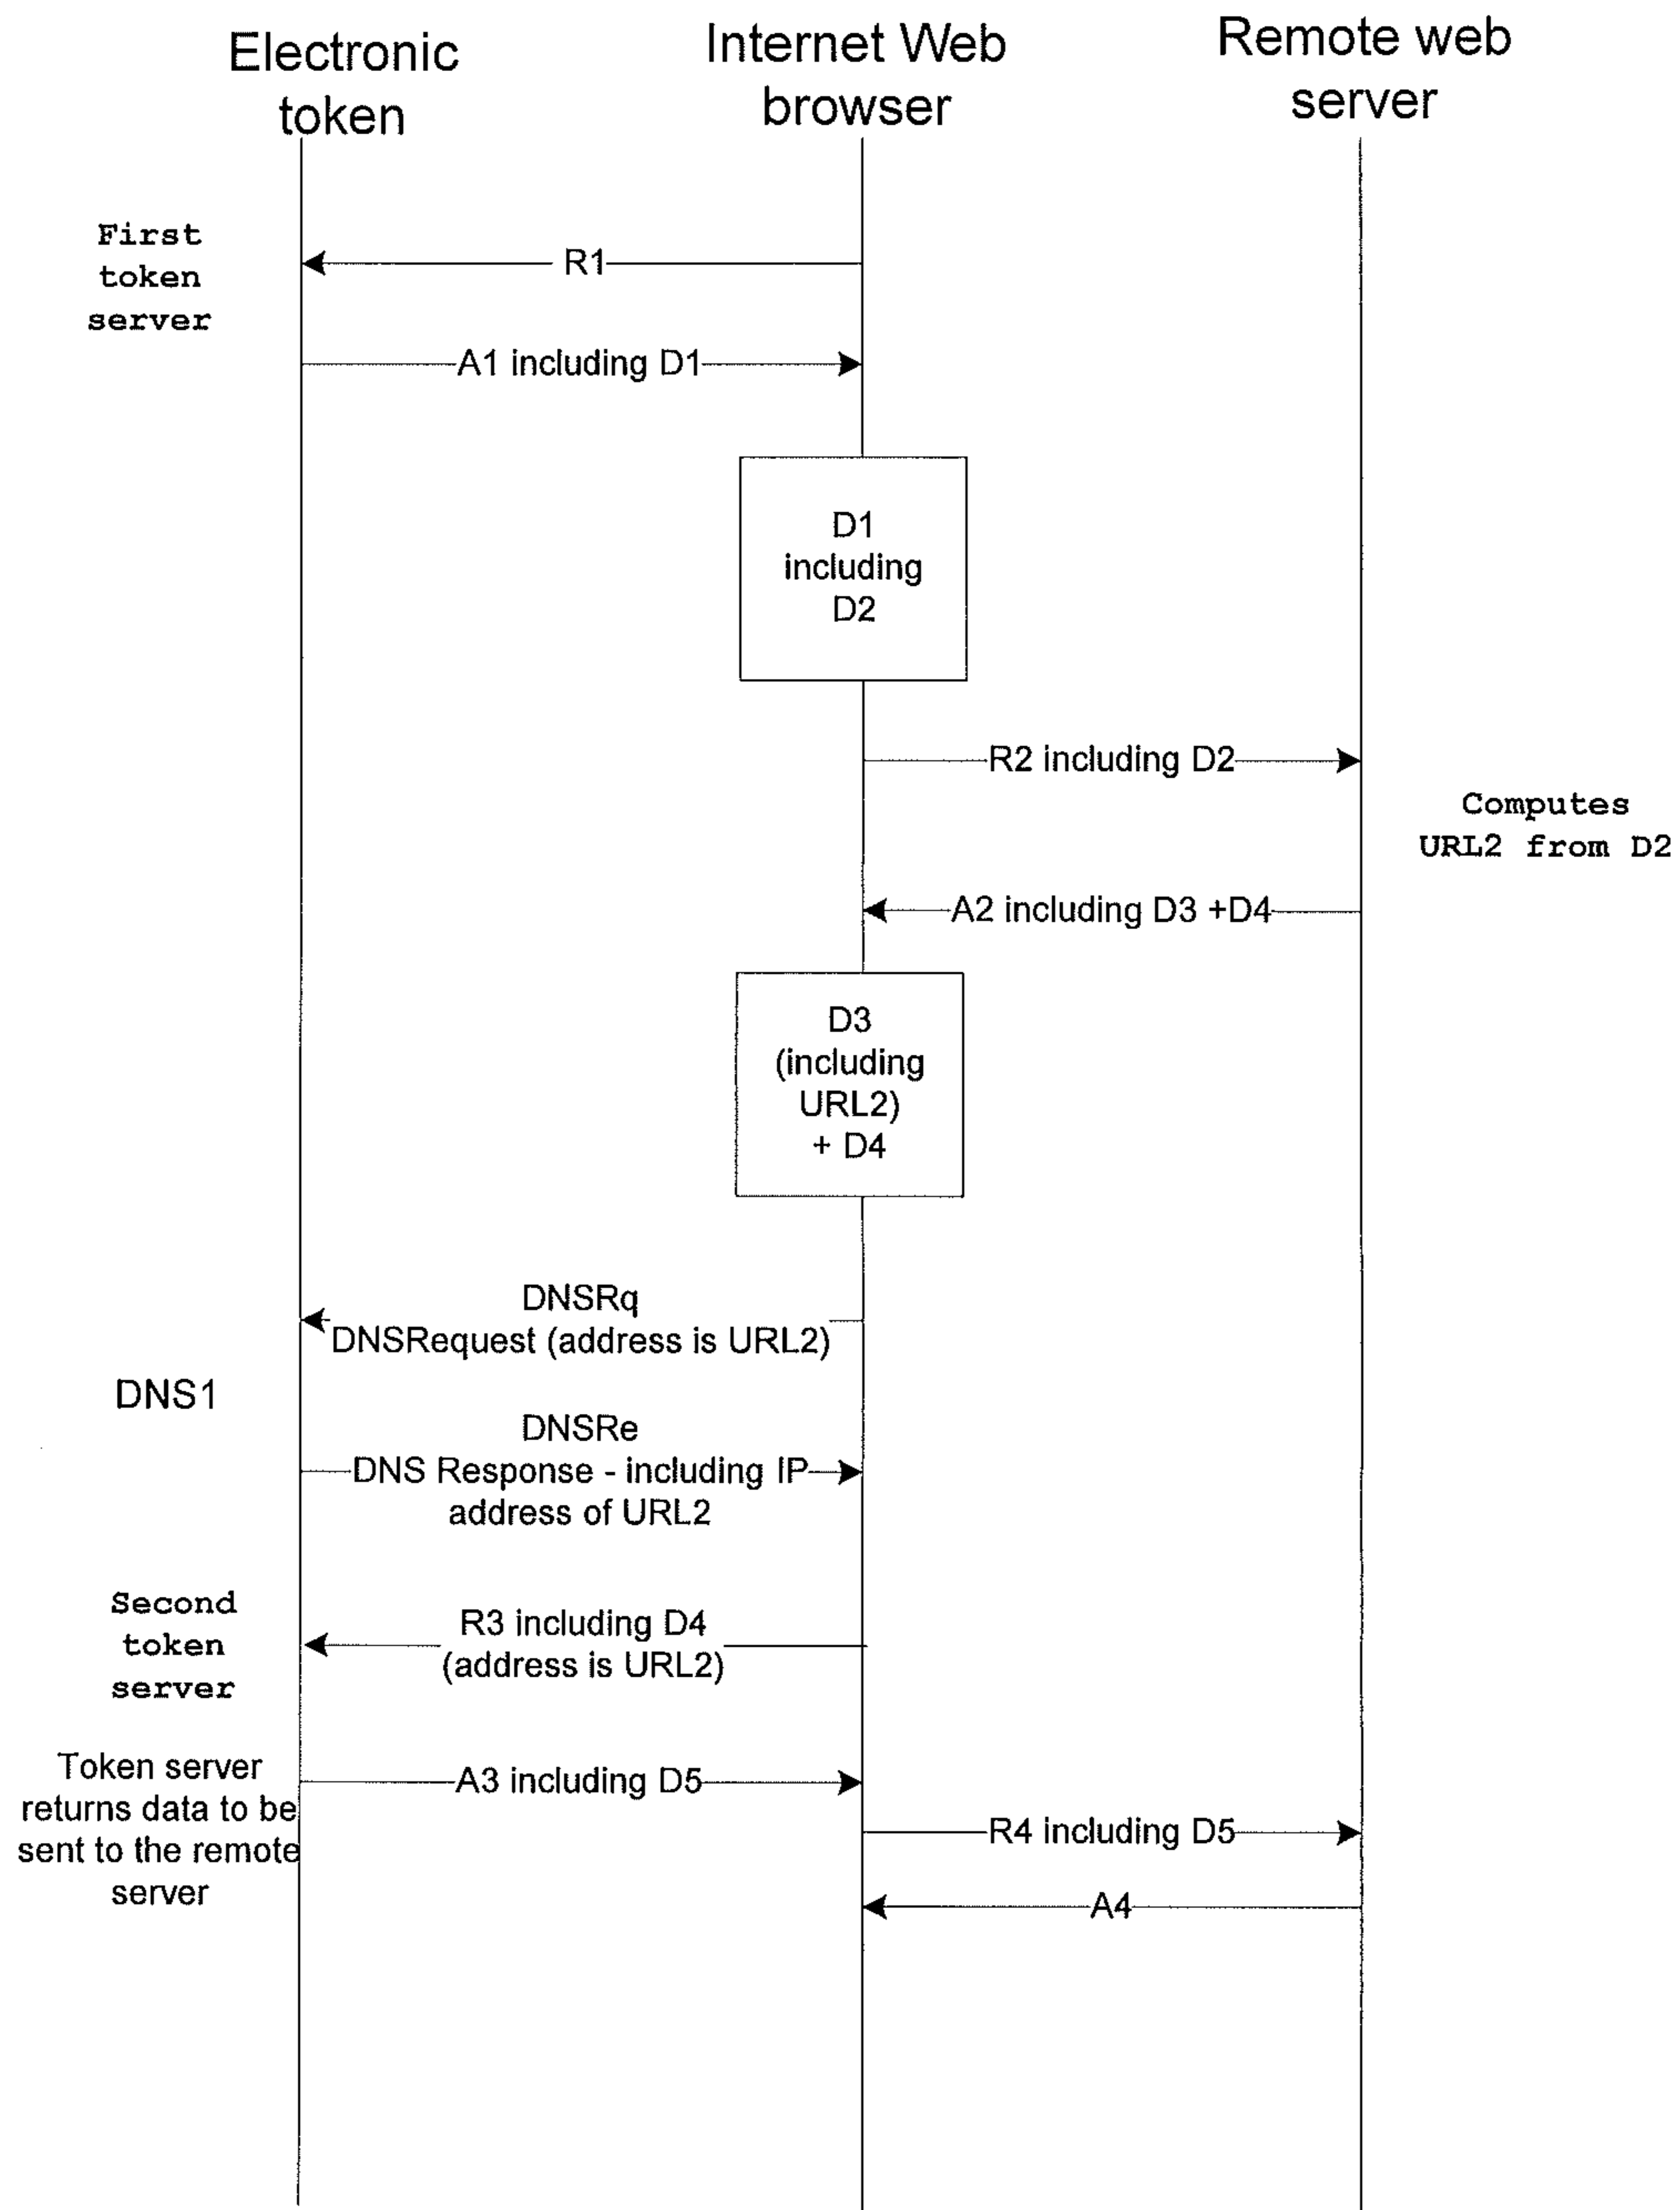 Electronic
token
Internet Web
browser
Remote web
server
First
token
server
R1
A1 including D1
D1
including
D2
R2 including D2
Computes
URL2 from D2
A2 including D3 +D4
D3
(including
URL2)
+ D4
DNSRq
DNSRequest (address is URL2)
DNS1
DNSRe
DNS Response - including IP
address of URL2
Second
token
server
R3 including D4
(address is URL2)
Token server
returns data to be
sent to the remote
server
A3 including D5
R4 including D5
A4